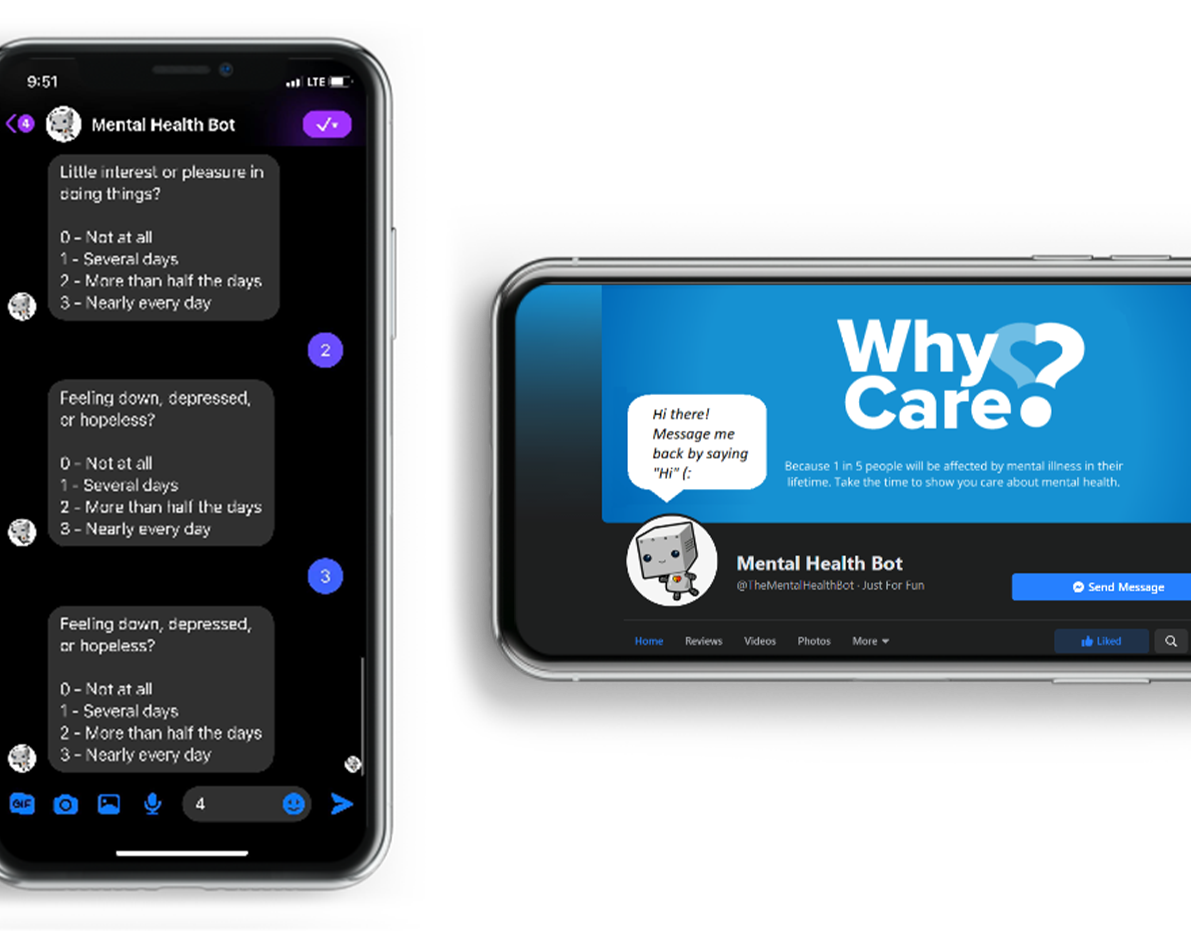 9:51
LTE
4
Mental Health Bot
Little interest or pleasure in
doing things?
0 - Not at all
1 - Several days
2 - More than half the days
3 - Nearly every day
2
Feeling down, depressed,
or hopeless?
0 - Not at all
1 - Several days
2 - More than half the days
3 - Nearly every day
3
Feeling down, depressed,
or hopeless?
0 - Not at all
1 - Several days
2 - More than half the days
3 - Nearly every day
GIF
4
Why
Care?
Hi there!
Message me
back by saying
"Hi" (:
Because 1 in 5 people will be affected by mental illness in their
lifetime. Take the time to show you care about mental health.
Mental Health Bot
@TheMentalHealthBot · Just For Fun
Send Message
Home Reviews Videos Photos More
Liked